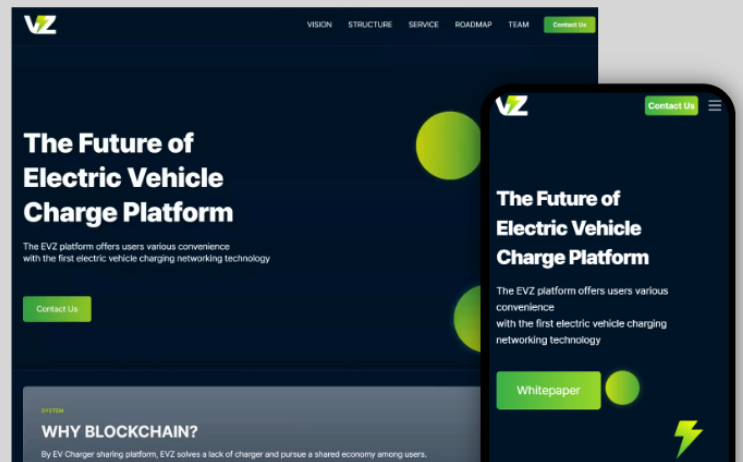 VZ
VISION STRUCTURE SERVICE ROADMAP TEAM Contact Us
The Future of
Electric Vehicle
Charge Platform
The EVZ platform offers users various convenience
with the first electric vehicle charging networking technology
Contact Us
SYSTEM
WHY BLOCKCHAIN?
By EV Charger sharing platform, EVZ solves a lack of charger and pursue a shared economy among users.
VZ Contact Us
The Future of
Electric Vehicle
Charge Platform
The EVZ platform offers users various
convenience
with the first electric vehicle charging
networking technology
Whitepaper